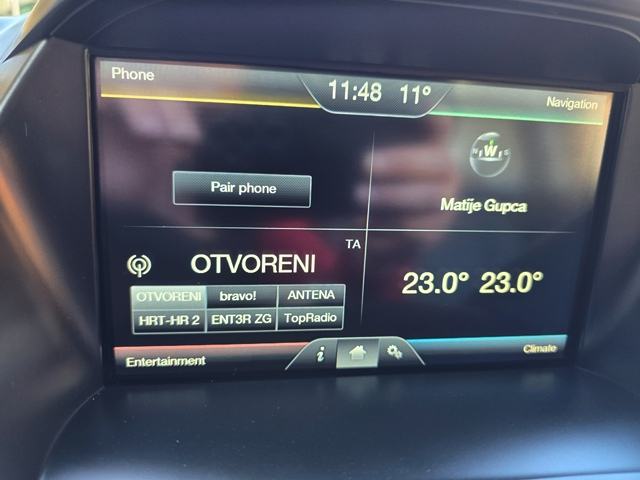 Phone
11:48 11°
Navigation
W
Pair phone
Matije Gupca
TA
OTVORENI
23.0° 23.0°
OTVORENI bravo! ANTENA
HRT-HR 2 ENT3R ZG TopRadio
i
Entertainment
Climate